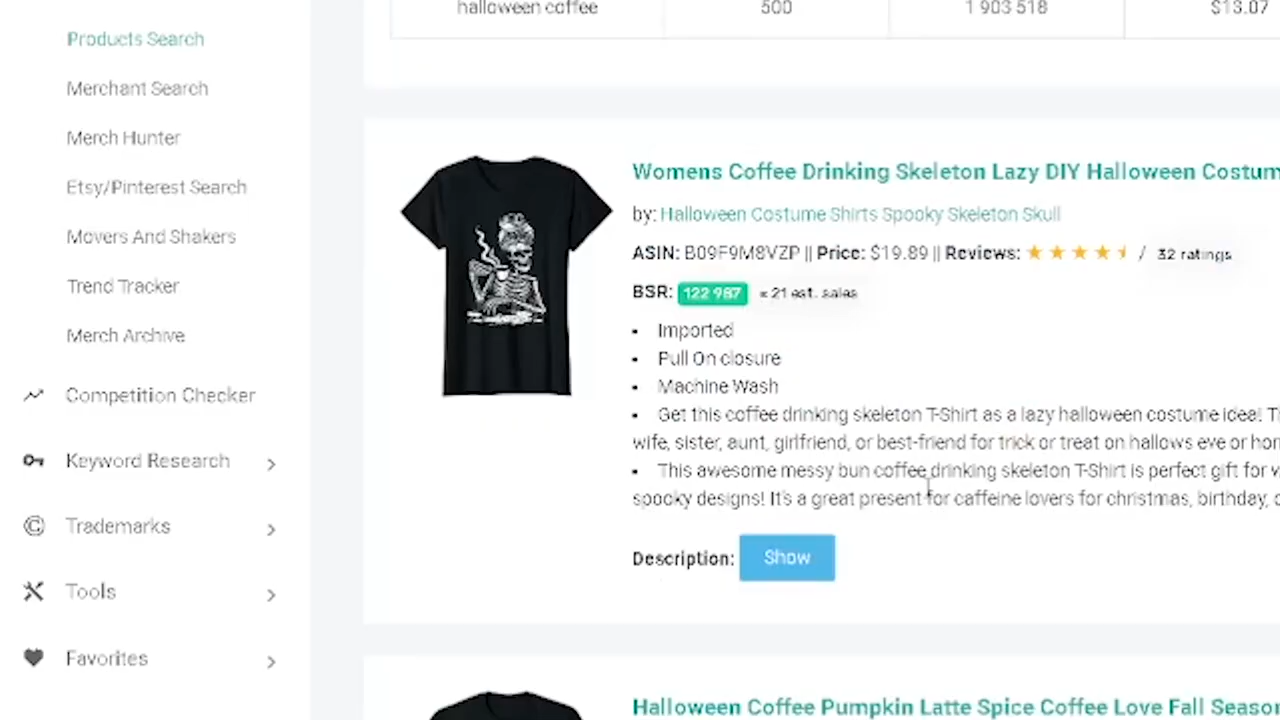 Products Search
Merchant Search
Merch Hunter
Etsy/Pinterest Search
Movers And Shakers
Trend Tracker
Merch Archive
Competition Checker
Keyword Research
Trademarks
Tools
Favorites
halloween coffee 500 1 903 518 $13.07
Womens Coffee Drinking Skeleton Lazy DIY Halloween Costum
by: Halloween Costume Shirts Spooky Skeleton Skull
ASIN: B09F9M8VZP || Price: $19.89 || Reviews: / 32 ratings
BSR: 122 987 ≈ 21 est. sales
• Imported
• Pull On closure
• Machine Wash
• Get this coffee drinking skeleton T-Shirt as a lazy halloween costume idea! T
wife, sister, aunt, girlfriend, or best-friend for trick or treat on hallows eve or
• This awesome messy bun coffee drinking skeleton T-Shirt is perfect gift for
spooky designs! It's a great present for caffeine lovers for christmas, birthday,
Description: Show
Halloween Coffee Pumpkin Latte Spice Coffee Love Fall Seaso